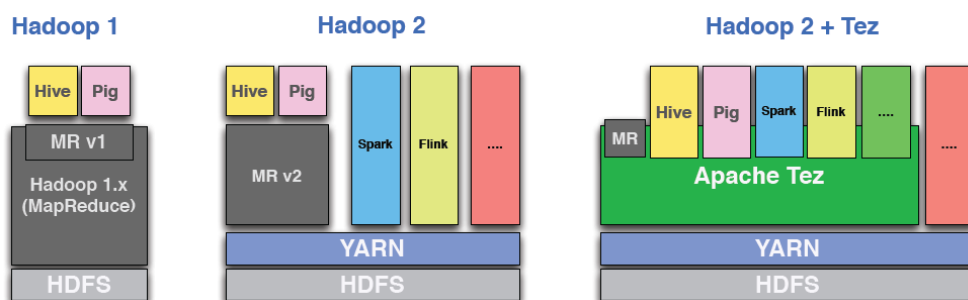 Hadoop 1
Hive Pig
MR v1
Hadoop 1.x
(MapReduce)
HDFS
Hadoop 2
Hive Pig
MR v2
Spark
Flink
....
YARN
HDFS
Hadoop 2 + Tez
MR
Hive
Pig
Spark
Flink
....
....
Apache Tez
YARN
HDFS